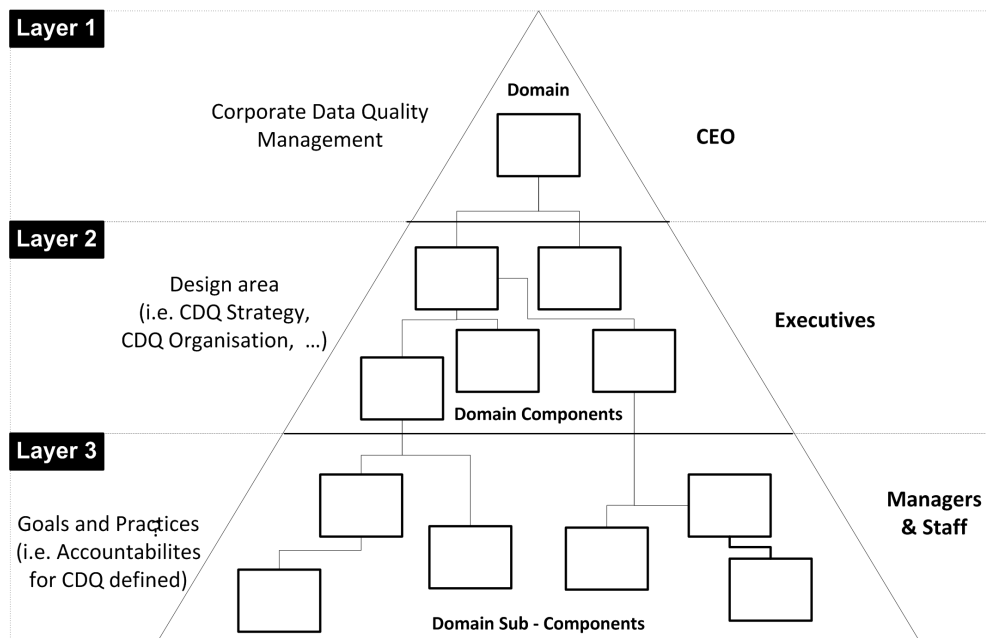 Layer 1
Domain
Corporate Data Quality
Management
CEO
Layer 2
Design area
(i.e. CDQ Strategy,
CDQ Organisation, ...)
Executives
Domain Components
Layer 3
Goals and Practices
(i.e. Accountabilites
for CDQ defined)
Managers
& Staff
Domain Sub - Components